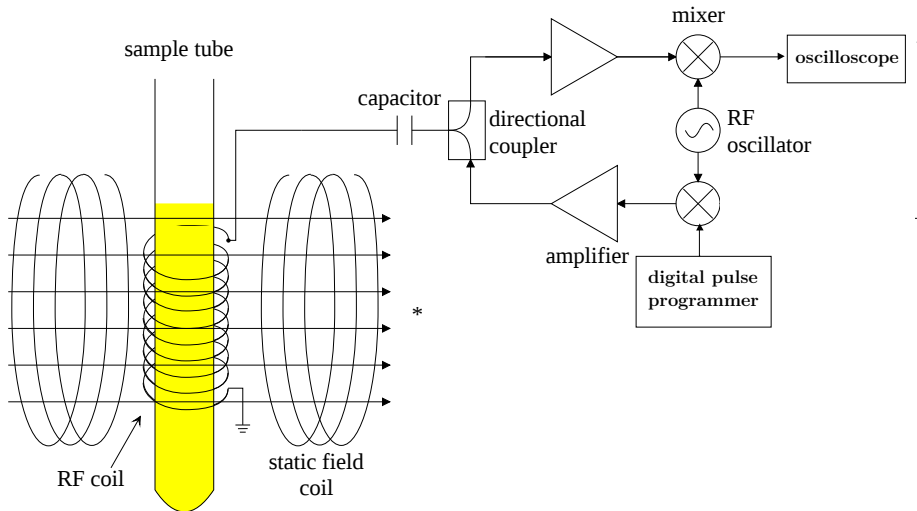 mixer
sample tube
oscilloscope
capacitor
directional
coupler
RF
oscillator
amplifier
digital pulse
programmer
*
static field
coil
RF coil